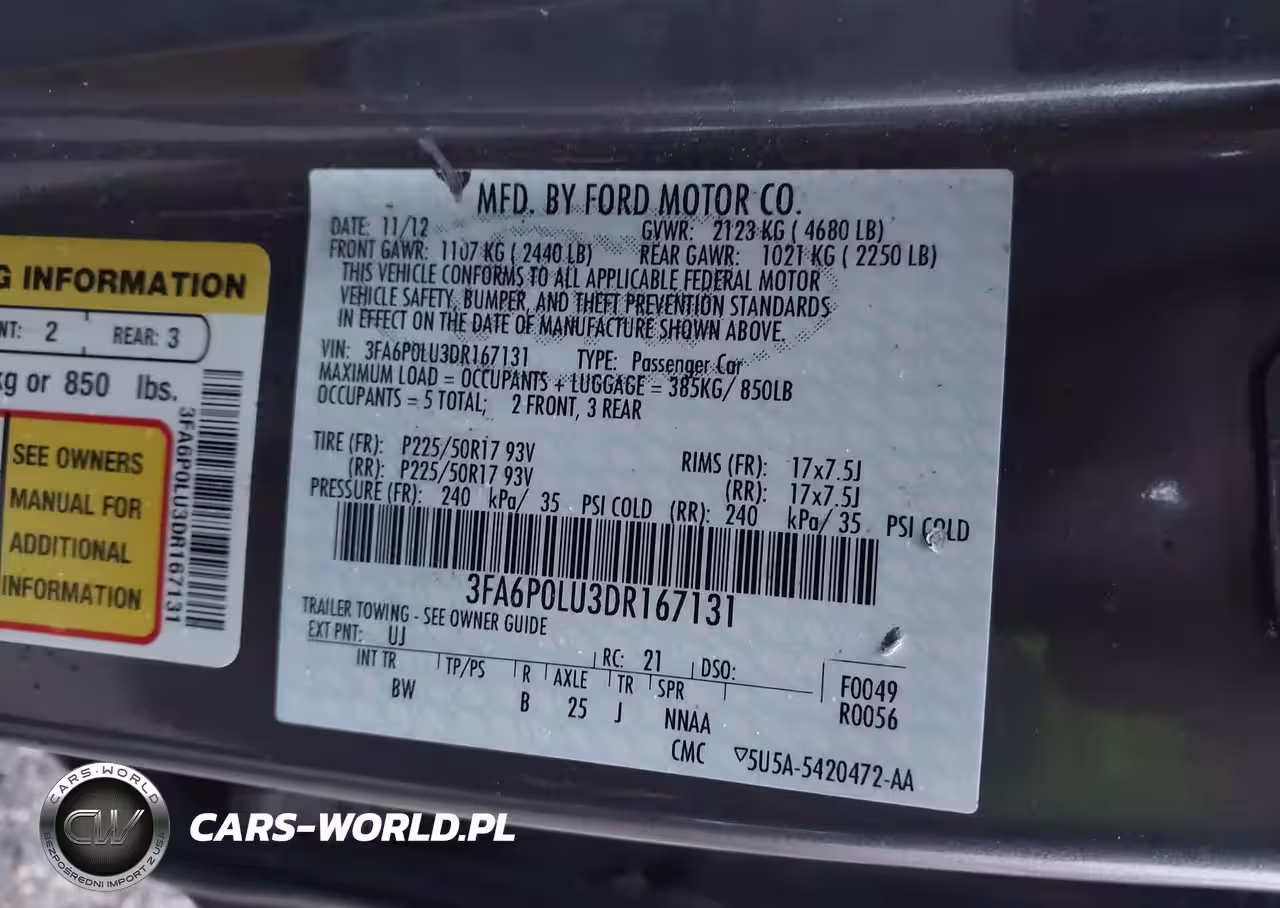 MFD. BY FORD MOTOR CO.
DATE: 11/12 GVWR: 2123 KG ( 4680 LB)
FRONT GAWR: 1107 KG ( 2440 LB) REAR GAWR: 1021 KG ( 2250 LB)
THIS VEHICLE CONFORMS TO ALL APPLICABLE FEDERAL MOTOR
VEHICLE SAFETY, BUMPER, AND THEFT PREVENTION STANDARDS
IN EFFECT ON THE DATE OF MANUFACTURE SHOWN ABOVE.
VIN: 3FA6P0LU3DR167131 TYPE: Passenger Car
MAXIMUM LOAD = OCCUPANTS + LUGGAGE = 385KG/ 850LB
OCCUPANTS = 5 TOTAL; 2 FRONT, 3 REAR
TIRE (FR): P225/50R17 93V RIMS (FR): 17x7.5J
(RR): P225/50R17 93V (RR): 17x7.5J
PRESSURE (FR): 240 kPa/ 35 PSI COLD (RR): 240 kPa/ 35 PSI COLD
3FA6P0LU3DR167131
TRAILER TOWING - SEE OWNER GUIDE
EXT PNT: UJ RC: 21 DSO:
INT TR TP/PS R AXLE TR SPR F0049
BW B 25 J NNAA R0056
CMC ▽5U5A-5420472-AA
G INFORMATION
NT: 2 REAR: 3
kg or 850 lbs.
SEE OWNERS
MANUAL FOR
ADDITIONAL
INFORMATION
3FA6P0LU3DR167131
CARS-WORLD
CW
BEZPOŚREDNI IMPORT Z USA
CARS-WORLD.PL